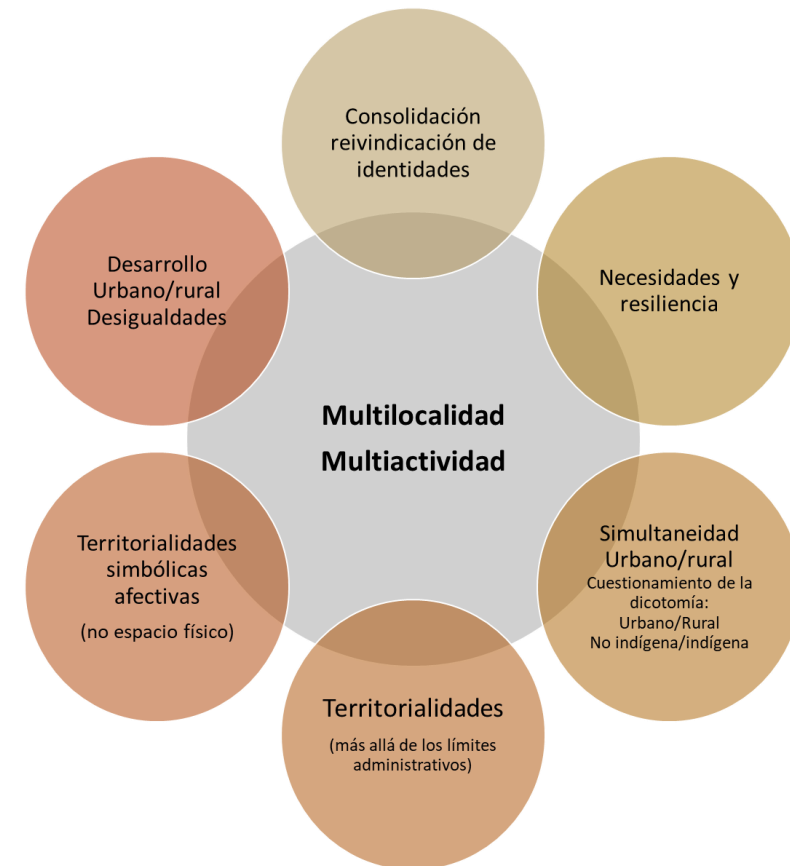 Consolidación
reivindicación de
identidades
Necesidades y
resiliencia
Simultaneidad
Urbano/rural
Cuestionamiento de la
dicotomía:
Urbano/Rural
No indígena/indígena
Territorialidades
(más allá de los límites
administrativos)
Territorialidades
simbólicas
afectivas
(no espacio físico)
Desarrollo
Urbano/rural
Desigualdades
Multilocalidad
Multiactividad